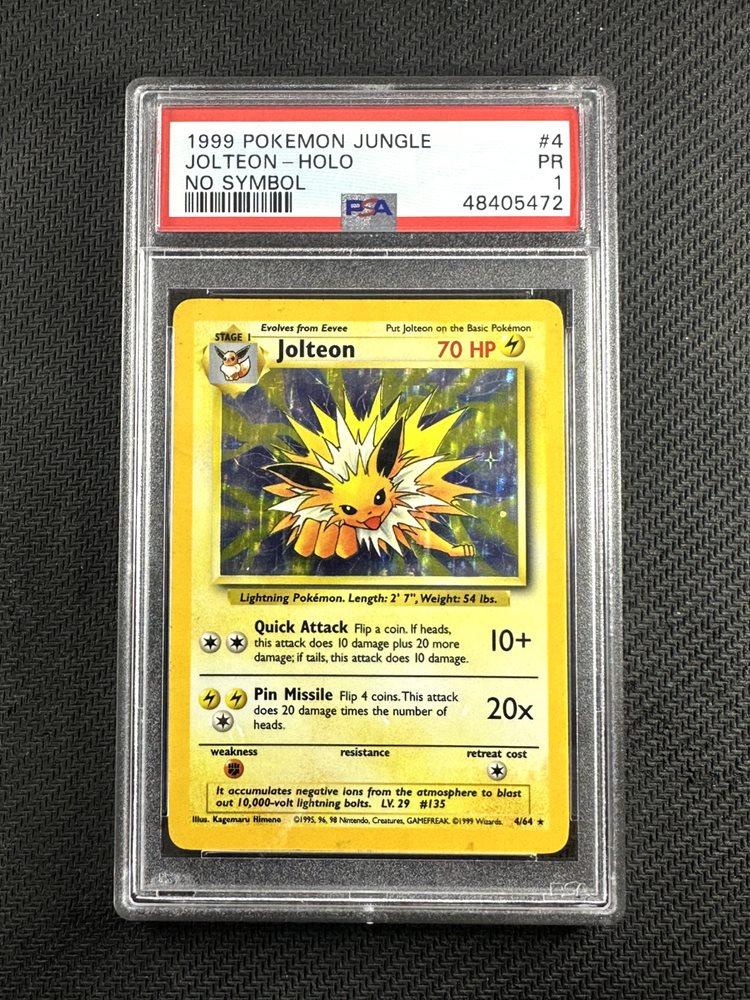 1999 POKEMON JUNGLE #4
JOLTEON - HOLO PR
NO SYMBOL 1
PSA 48405472
Evolves from Eevee Put Jolteon on the Basic Pokémon
STAGE 1
Jolteon 70 HP
Lightning Pokémon. Length: 2' 7", Weight: 54 lbs.
Quick Attack Flip a coin. If heads,
this attack does 10 damage plus 20 more
damage; if tails, this attack does 10 damage.
10+
Pin Missile Flip 4 coins. This attack
does 20 damage times the number of
heads.
20x
weakness resistance retreat cost
It accumulates negative ions from the atmosphere to blast
out 10,000-volt lightning bolts. LV. 29 #135
Illus. Kagemaru Himeno ©1995, 96, 98 Nintendo, Creatures, GAMEFREAK. ©1999 Wizards. 4/64 ★